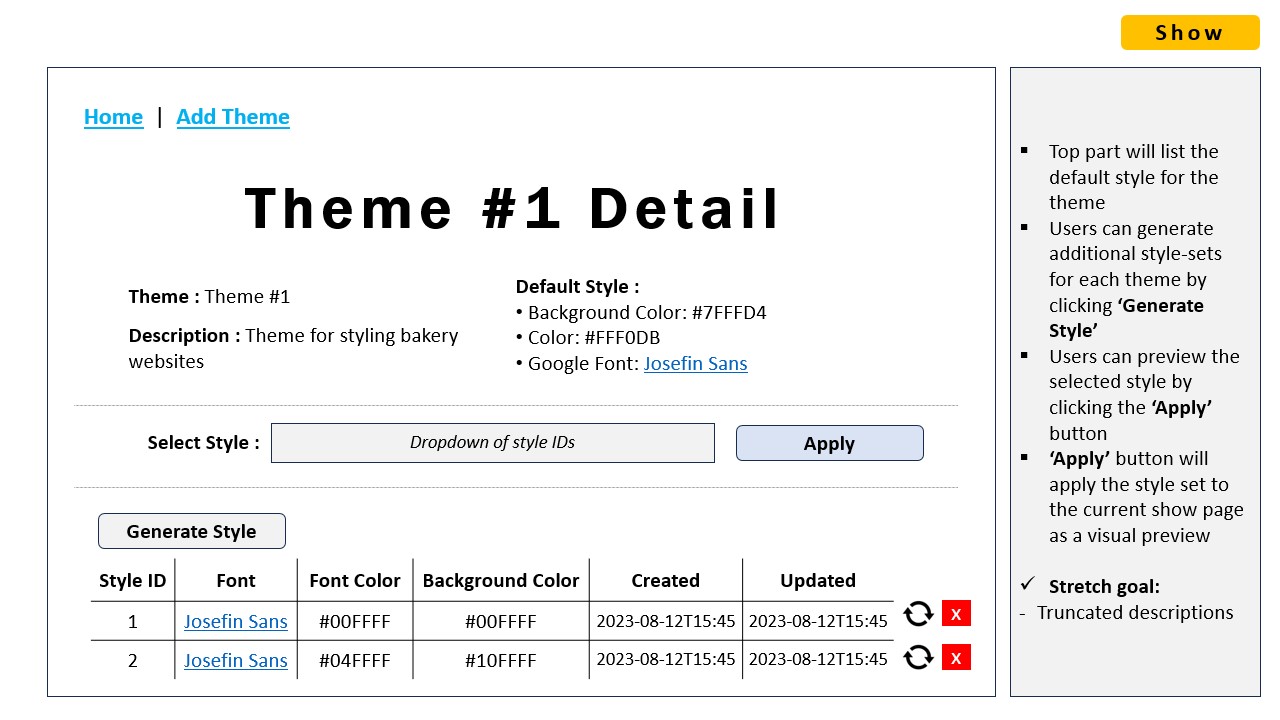 Show
Home | Add Theme
Theme #1 Detail
Theme : Theme #1
Description : Theme for styling bakery
websites
Default Style :
• Background Color: #7FFFD4
• Color: #FFF0DB
• Google Font: Josefin Sans
Select Style : Dropdown of style IDs Apply
Generate Style
Style ID Font Font Color Background Color Created Updated
1 Josefin Sans #00FFFF #00FFFF 2023-08-12T15:45 2023-08-12T15:45 X
2 Josefin Sans #04FFFF #10FFFF 2023-08-12T15:45 2023-08-12T15:45 X
▪ Top part will list the
default style for the
theme
▪ Users can generate
additional style-sets
for each theme by
clicking ‘Generate
Style’
▪ Users can preview the
selected style by
clicking the ‘Apply’
button
▪ ‘Apply’ button will
apply the style set to
the current show page
as a visual preview
✓ Stretch goal:
- Truncated descriptions